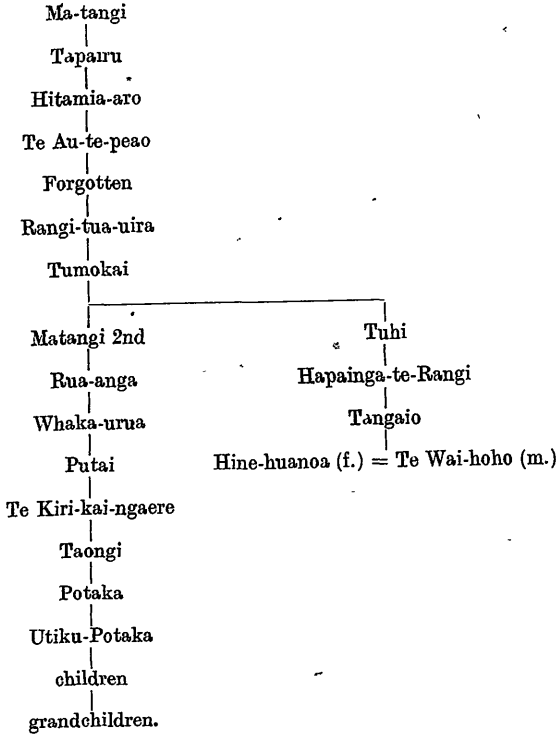 Ma-tangi
Tapairu
Hitamia-aro
Te Au-te-peao
Forgotten
Rangi-tua-uira
Tumokai
Matangi 2nd
Rua-anga
Whaka-urua
Putai
Te Kiri-kai-ngaere
Taongi
Potaka
Utiku-Potaka
children
grandchildren.
Tuhi
Hapainga-te-Rangi
Tangaio
Hine-huanoa (f.) = Te Wai-hoho (m.)